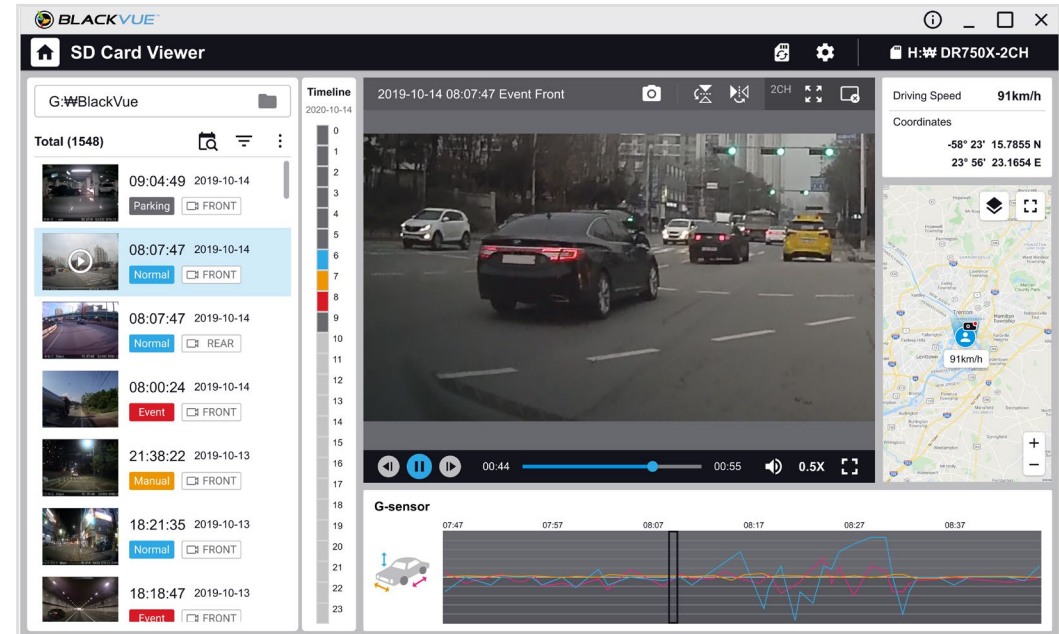 BLACKVUE
SD Card Viewer
H:₩ DR750X-2CH
G:₩BlackVue
Total (1548)
09:04:49 2019-10-14
Parking FRONT
08:07:47 2019-10-14
Normal FRONT
08:07:47 2019-10-14
Normal REAR
08:00:24 2019-10-14
Event FRONT
21:38:22 2019-10-13
Manual FRONT
18:21:35 2019-10-13
Normal FRONT
18:18:47 2019-10-13
Event FRONT
Timeline
2020-10-14
0
1
2
3
4
5
6
7
8
9
10
11
12
13
14
15
16
17
18
19
20
21
22
23
2019-10-14 08:07:47 Event Front
2CH
00:44
00:55
0.5X
Driving Speed 91km/h
Coordinates
-58° 23' 15.7855 N
23° 56' 23.1654 E
Trenton
Hamilton Township
Levittown
91km/h
+
−
G-sensor
07:47 07:57 08:07 08:17 08:27 08:37